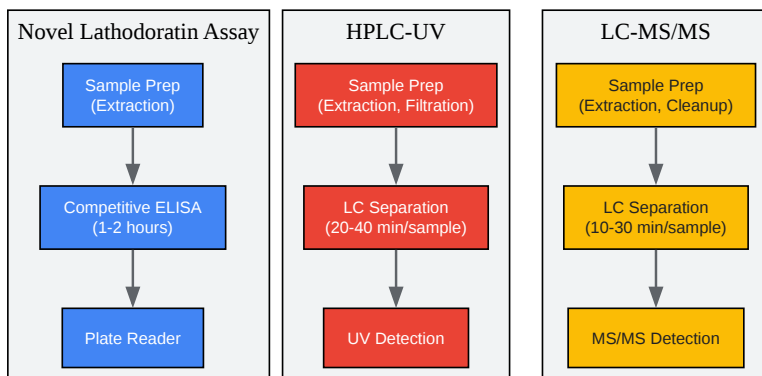 Novel Lathodoratin Assay
Sample Prep
(Extraction)
Competitive ELISA
(1-2 hours)
Plate Reader
HPLC-UV
Sample Prep
(Extraction, Filtration)
LC Separation
(20-40 min/sample)
UV Detection
LC-MS/MS
Sample Prep
(Extraction, Cleanup)
LC Separation
(10-30 min/sample)
MS/MS Detection